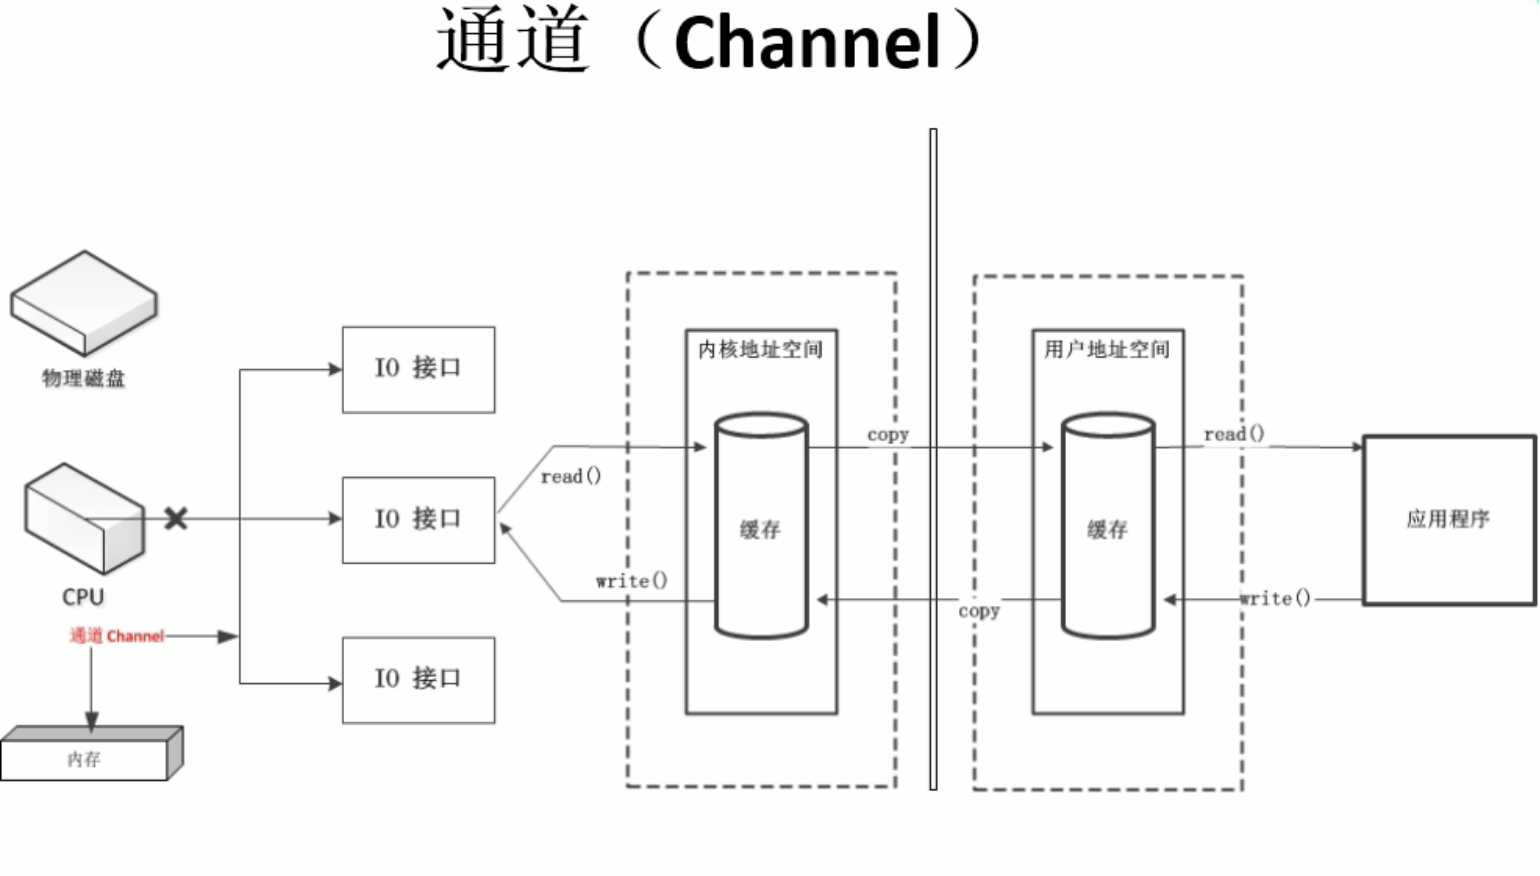 通道（Channel）
物理磁盘
CPU
通道 Channel
内存
IO 接口
IO 接口
IO 接口
read()
write()
内核地址空间
缓存
copy
copy
用户地址空间
缓存
read()
write()
应用程序